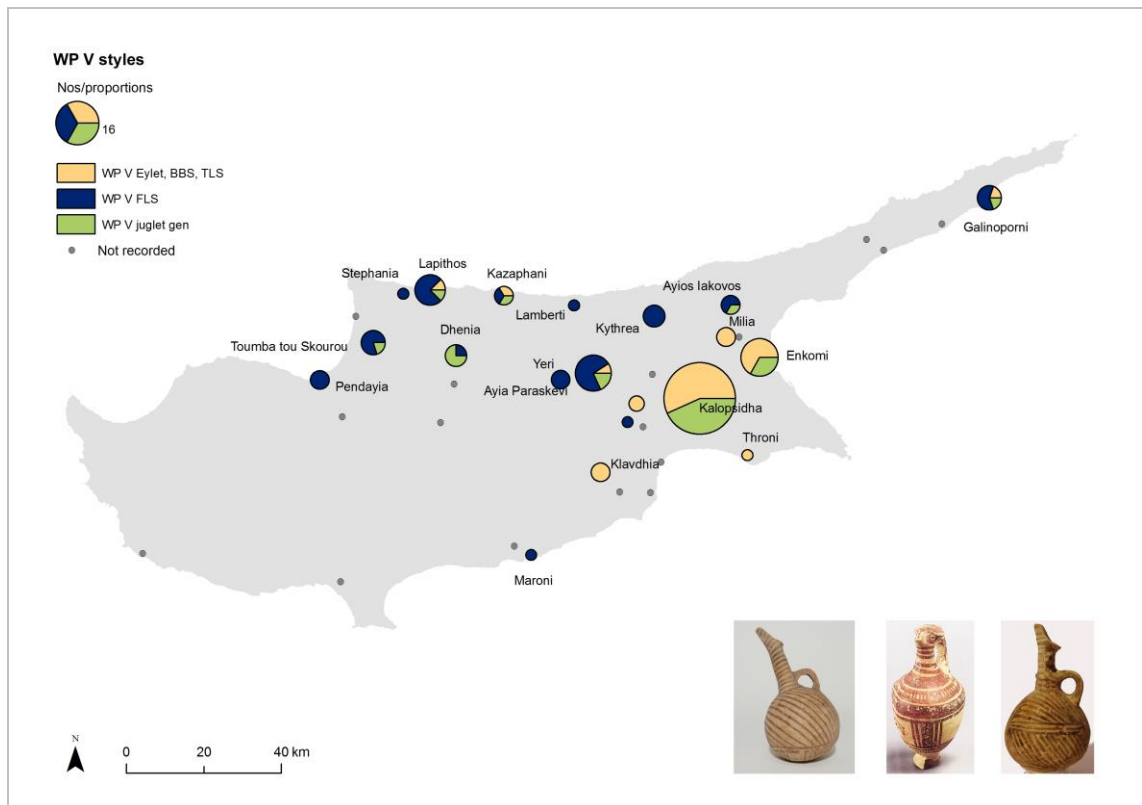 WP V styles
Nos/proportions
16
WP V Eylet, BBS, TLS
WP V FLS
WP V juglet gen
Not recorded
Galinoporni
Lapithos
Stephania
Kazaphani
Ayios Iakovos
Lamberti
Kythrea
Milia
Dhenia
Toumba tou Skourou
Enkomi
Yeri
Pendayia
Ayia Paraskevi
Kalopsidha
Throni
Klavdhia
Maroni
N
0 20 40 km